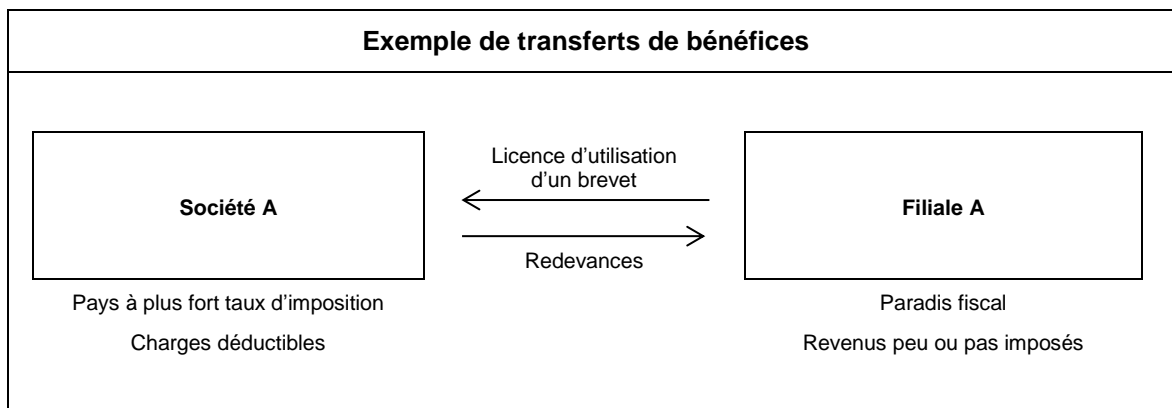 Exemple de transferts de bénéfices
Licence d’utilisation
d’un brevet
Société A
Filiale A
Redevances
Pays à plus fort taux d’imposition
Paradis fiscal
Charges déductibles
Revenus peu ou pas imposés